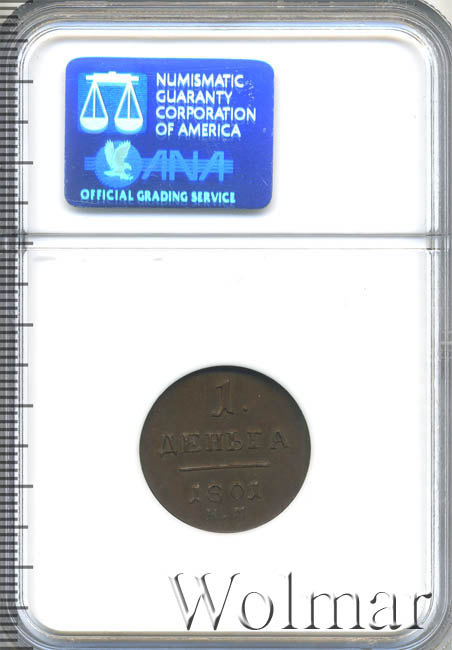 NUMISMATIC
GUARANTY
CORPORATION
OF AMERICA
ANA
OFFICIAL GRADING SERVICE
1.
ДЕНЬГА
1801
Wolmar